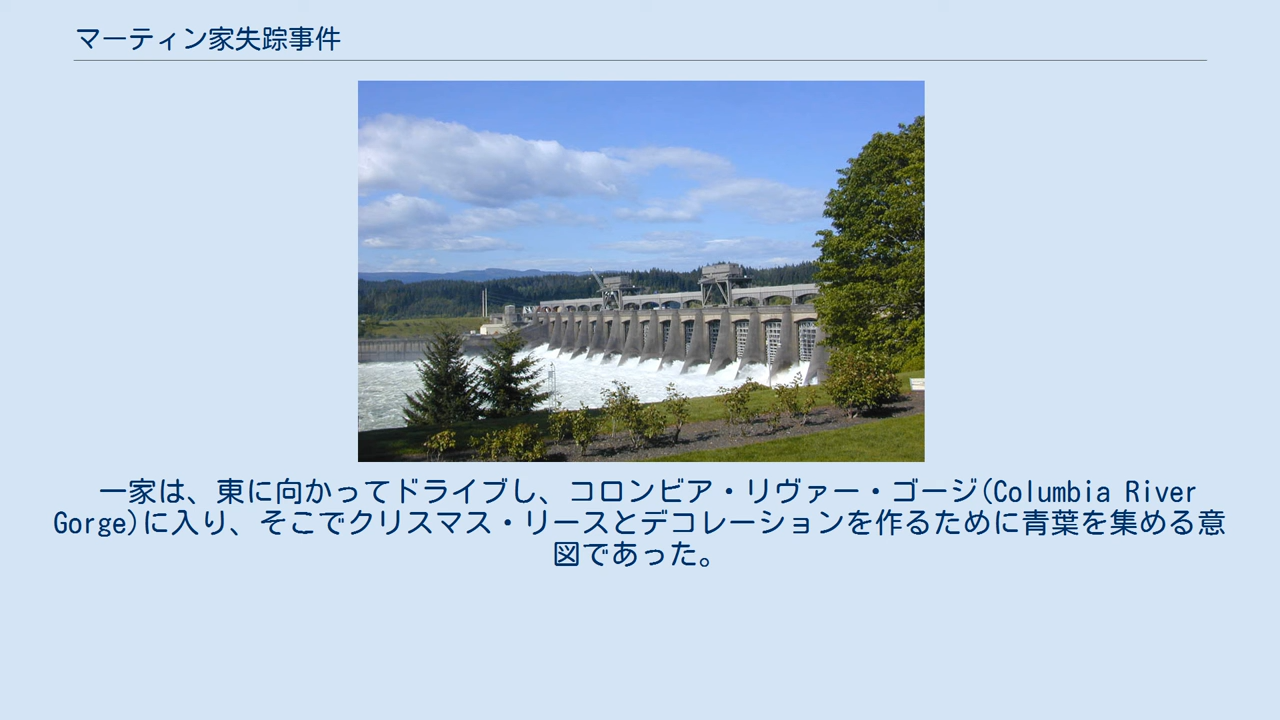 マーティン家失踪事件
一家は、東に向かってドライブし、コロンビア・リヴァー・ゴージ(Columbia River
Gorge)に入り、そこでクリスマス・リースとデコレーションを作るために青葉を集める意
図であった。